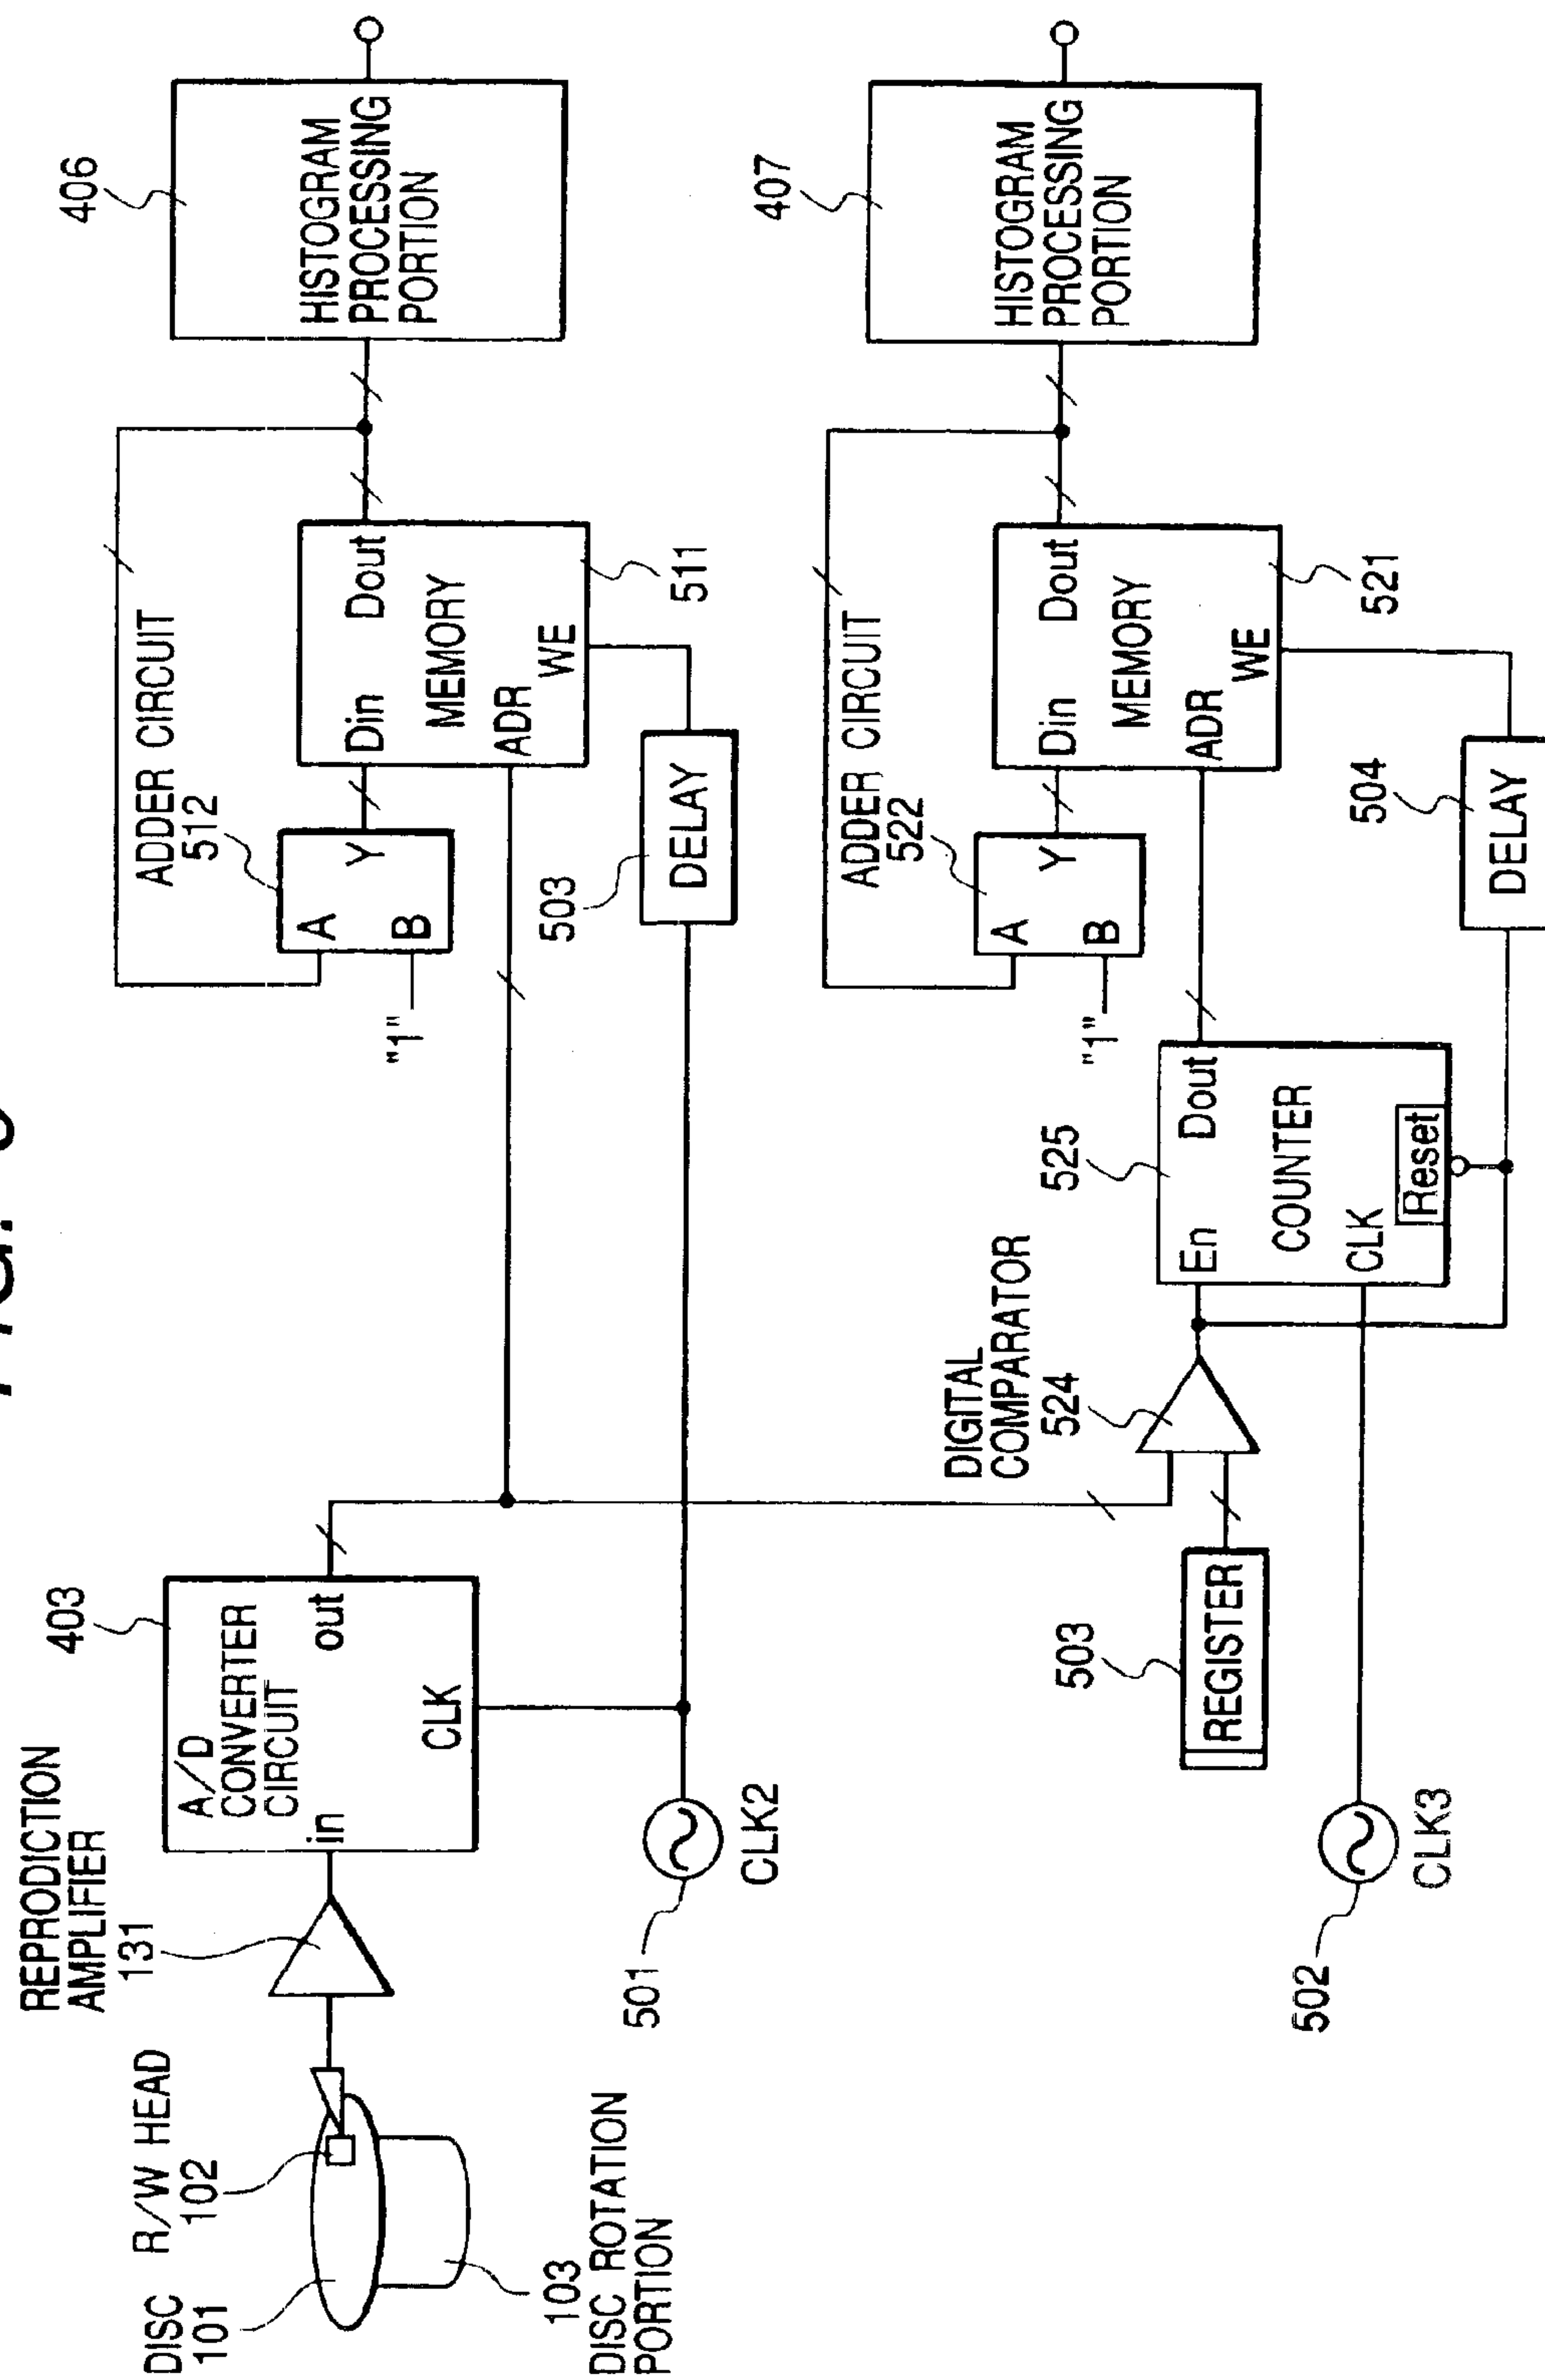 DISC
101
R/W HEAD
102
103
DISC ROTATION
PORTION
REPRODICTION
AMPLIFIER
131
403
A/D
CONVERTER
CIRCUIT
in
out
CLK
501
CLK2
ADDER CIRCUIT
512
A
B
Y
"1"
503
DELAY
Din
Dout
MEMORY
ADR
WE
511
406
HISTOGRAM
PROCESSING
PORTION
DIGITAL
COMPARATOR
524
503
REGISTER
502
CLK3
525
En
Dout
COUNTER
CLK
Reset
ADDER CIRCUIT
522
A
B
Y
"1"
504
DELAY
Din
Dout
MEMORY
ADR
WE
521
407
HISTOGRAM
PROCESSING
PORTION